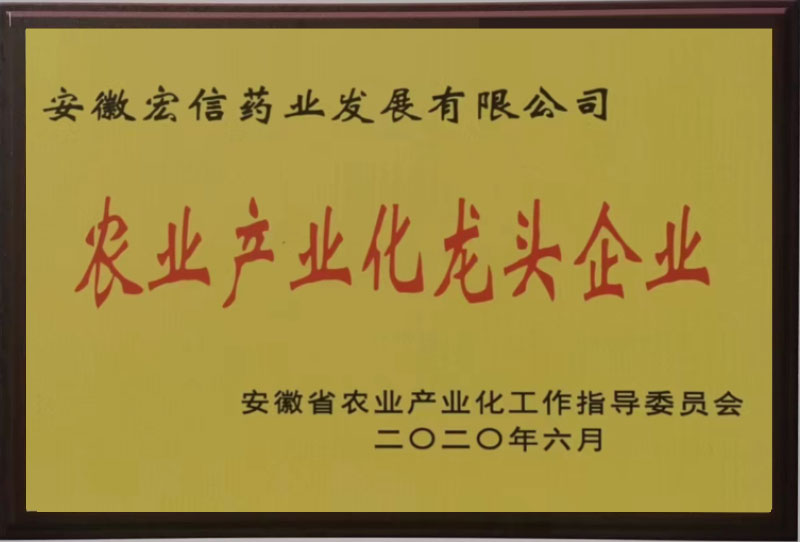 安徽宏信药业发展有限公司
农业产业化龙头企业
安徽省农业产业化工作指导委员会
二〇二〇年六月